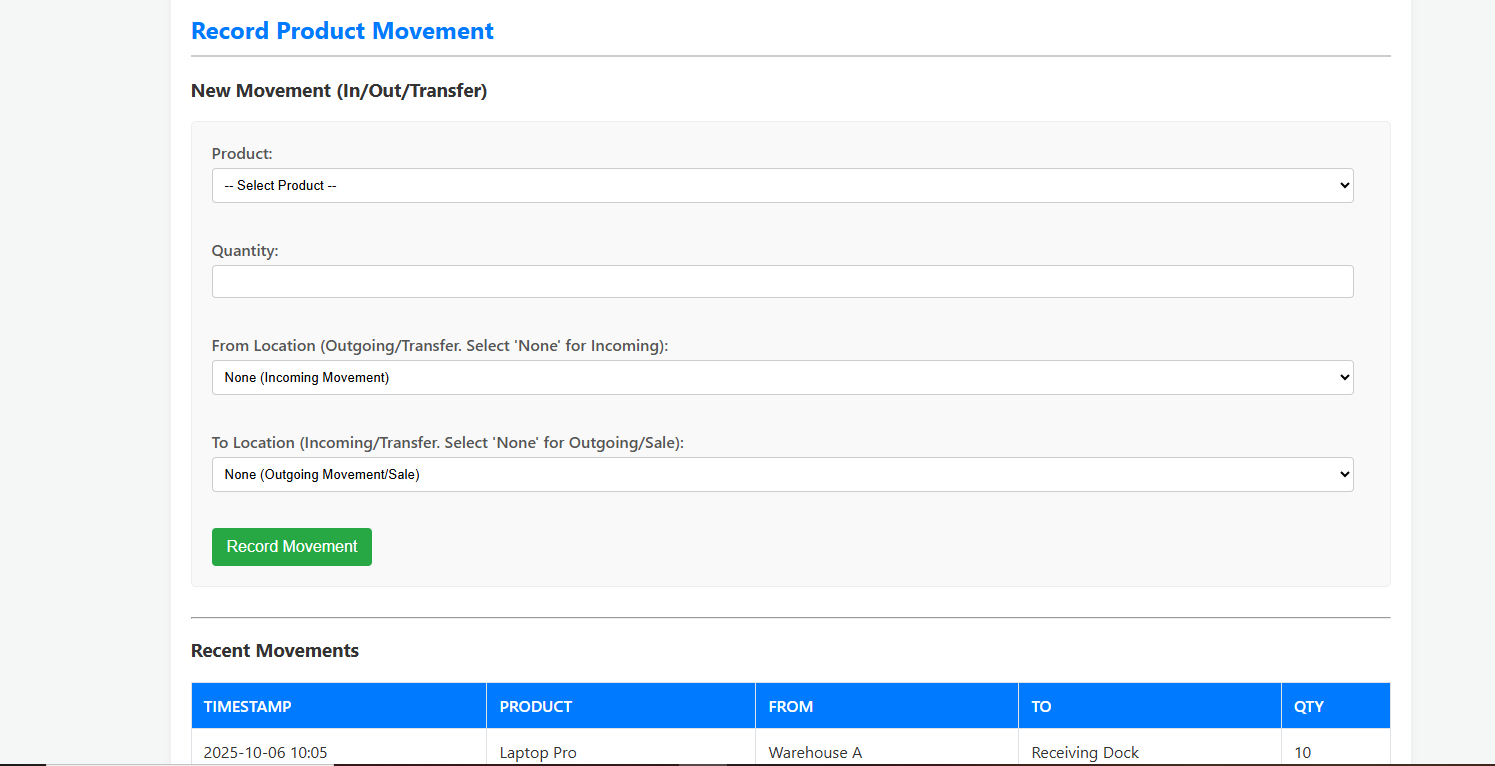 Record Product Movement
New Movement (In/Out/Transfer)
Product:
-- Select Product --
Quantity:
From Location (Outgoing/Transfer. Select 'None' for Incoming):
None (Incoming Movement)
To Location (Incoming/Transfer. Select 'None' for Outgoing/Sale):
None (Outgoing Movement/Sale)
Record Movement
Recent Movements
TIMESTAMP PRODUCT FROM TO QTY
2025-10-06 10:05 Laptop Pro Warehouse A Receiving Dock 10